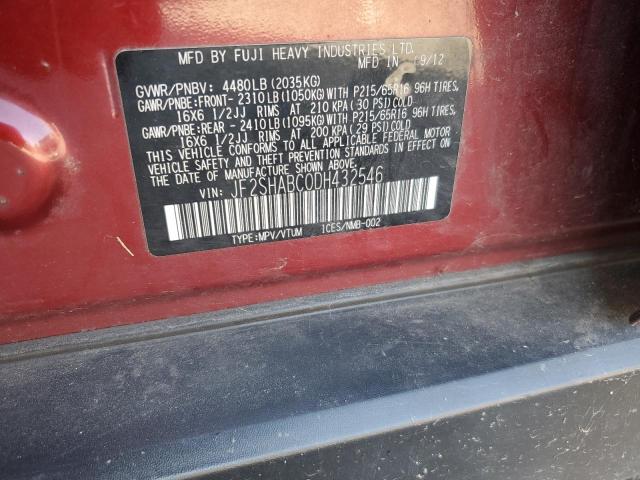 MFD BY FUJI HEAVY INDUSTRIES LTD.
MFD IN 09/12
GVWR/PNBV: 4480LB (2035KG)
GAWR/PNBE:FRONT- 2310LB(1050KG)WITH P215/65R16 96H TIRES,
16X6 1/2JJ RIMS AT 210 KPA (30 PSI)COLD
GAWR/PNBE:REAR - 2410LB(1095KG)WITH P215/65R16 96H TIRES,
16X6 1/2JJ RIMS AT 200 KPA (29 PSI)COLD
THIS VEHICLE CONFORMS TO ALL APPLICABLE FEDERAL MOTOR
VEHICLE SAFETY AND BUMPER STANDARDS IN EFFECT ON
THE DATE OF MANUFACTURE SHOWN ABOVE.
VIN: JF2SHABC0DH432546
TYPE:MPV/VTUM ICES/NMB-002